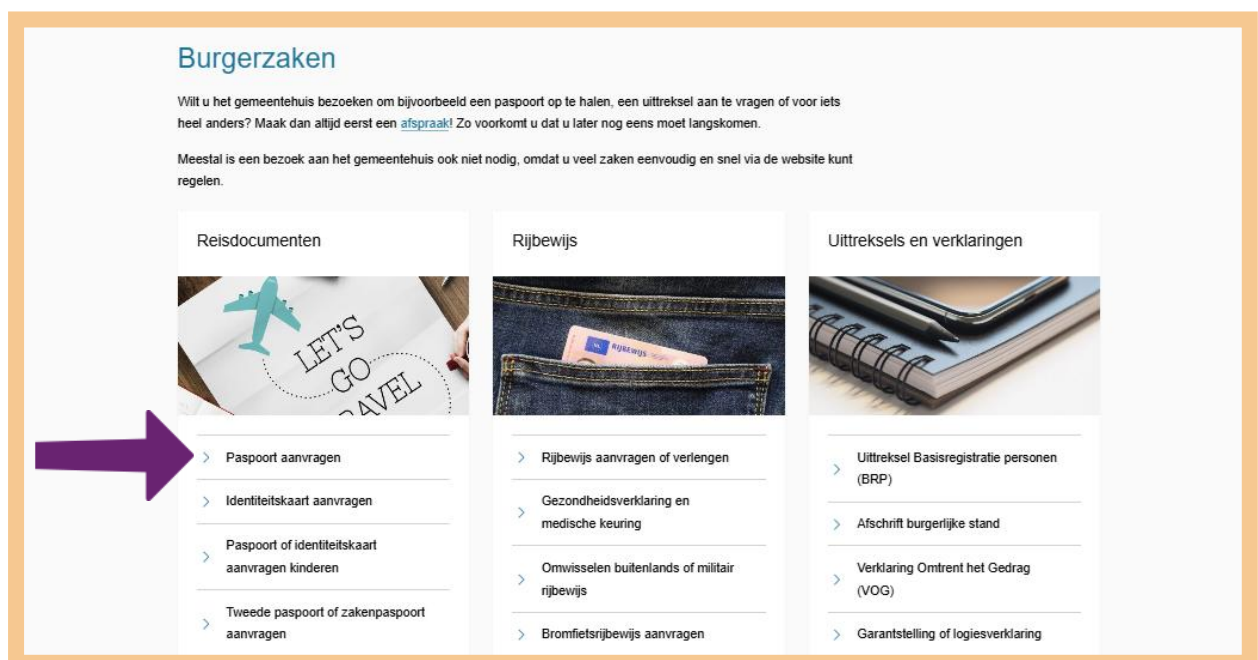 Burgerzaken
Wilt u het gemeentehuis bezoeken om bijvoorbeeld een paspoort op te halen, een uittreksel aan te vragen of voor iets
heel anders? Maak dan altijd eerst een afspraak! Zo voorkomt u dat u later nog eens moet langskomen.
Meestal is een bezoek aan het gemeentehuis ook niet nodig, omdat u veel zaken eenvoudig en snel via de website kunt
regelen.
Reisdocumenten
LET'S
GO
RAVEL
Paspoort aanvragen
Identiteitskaart aanvragen
Paspoort of identiteitskaart
aanvragen kinderen
Tweede paspoort of zakenpaspoort
aanvragen
Rijbewijs
RIJBEWIJS
Rijbewijs aanvragen of verlengen
Gezondheidsverklaring en
medische keuring
Omwisselen buitenlands of militair
rijbewijs
Bromfietsrijbewijs aanvragen
Uittreksels en verklaringen
Uittreksel Basisregistratie personen
(BRP)
Afschrift burgerlijke stand
Verklaring Omtrent het Gedrag
(VOG)
Garantstelling of logiesverklaring